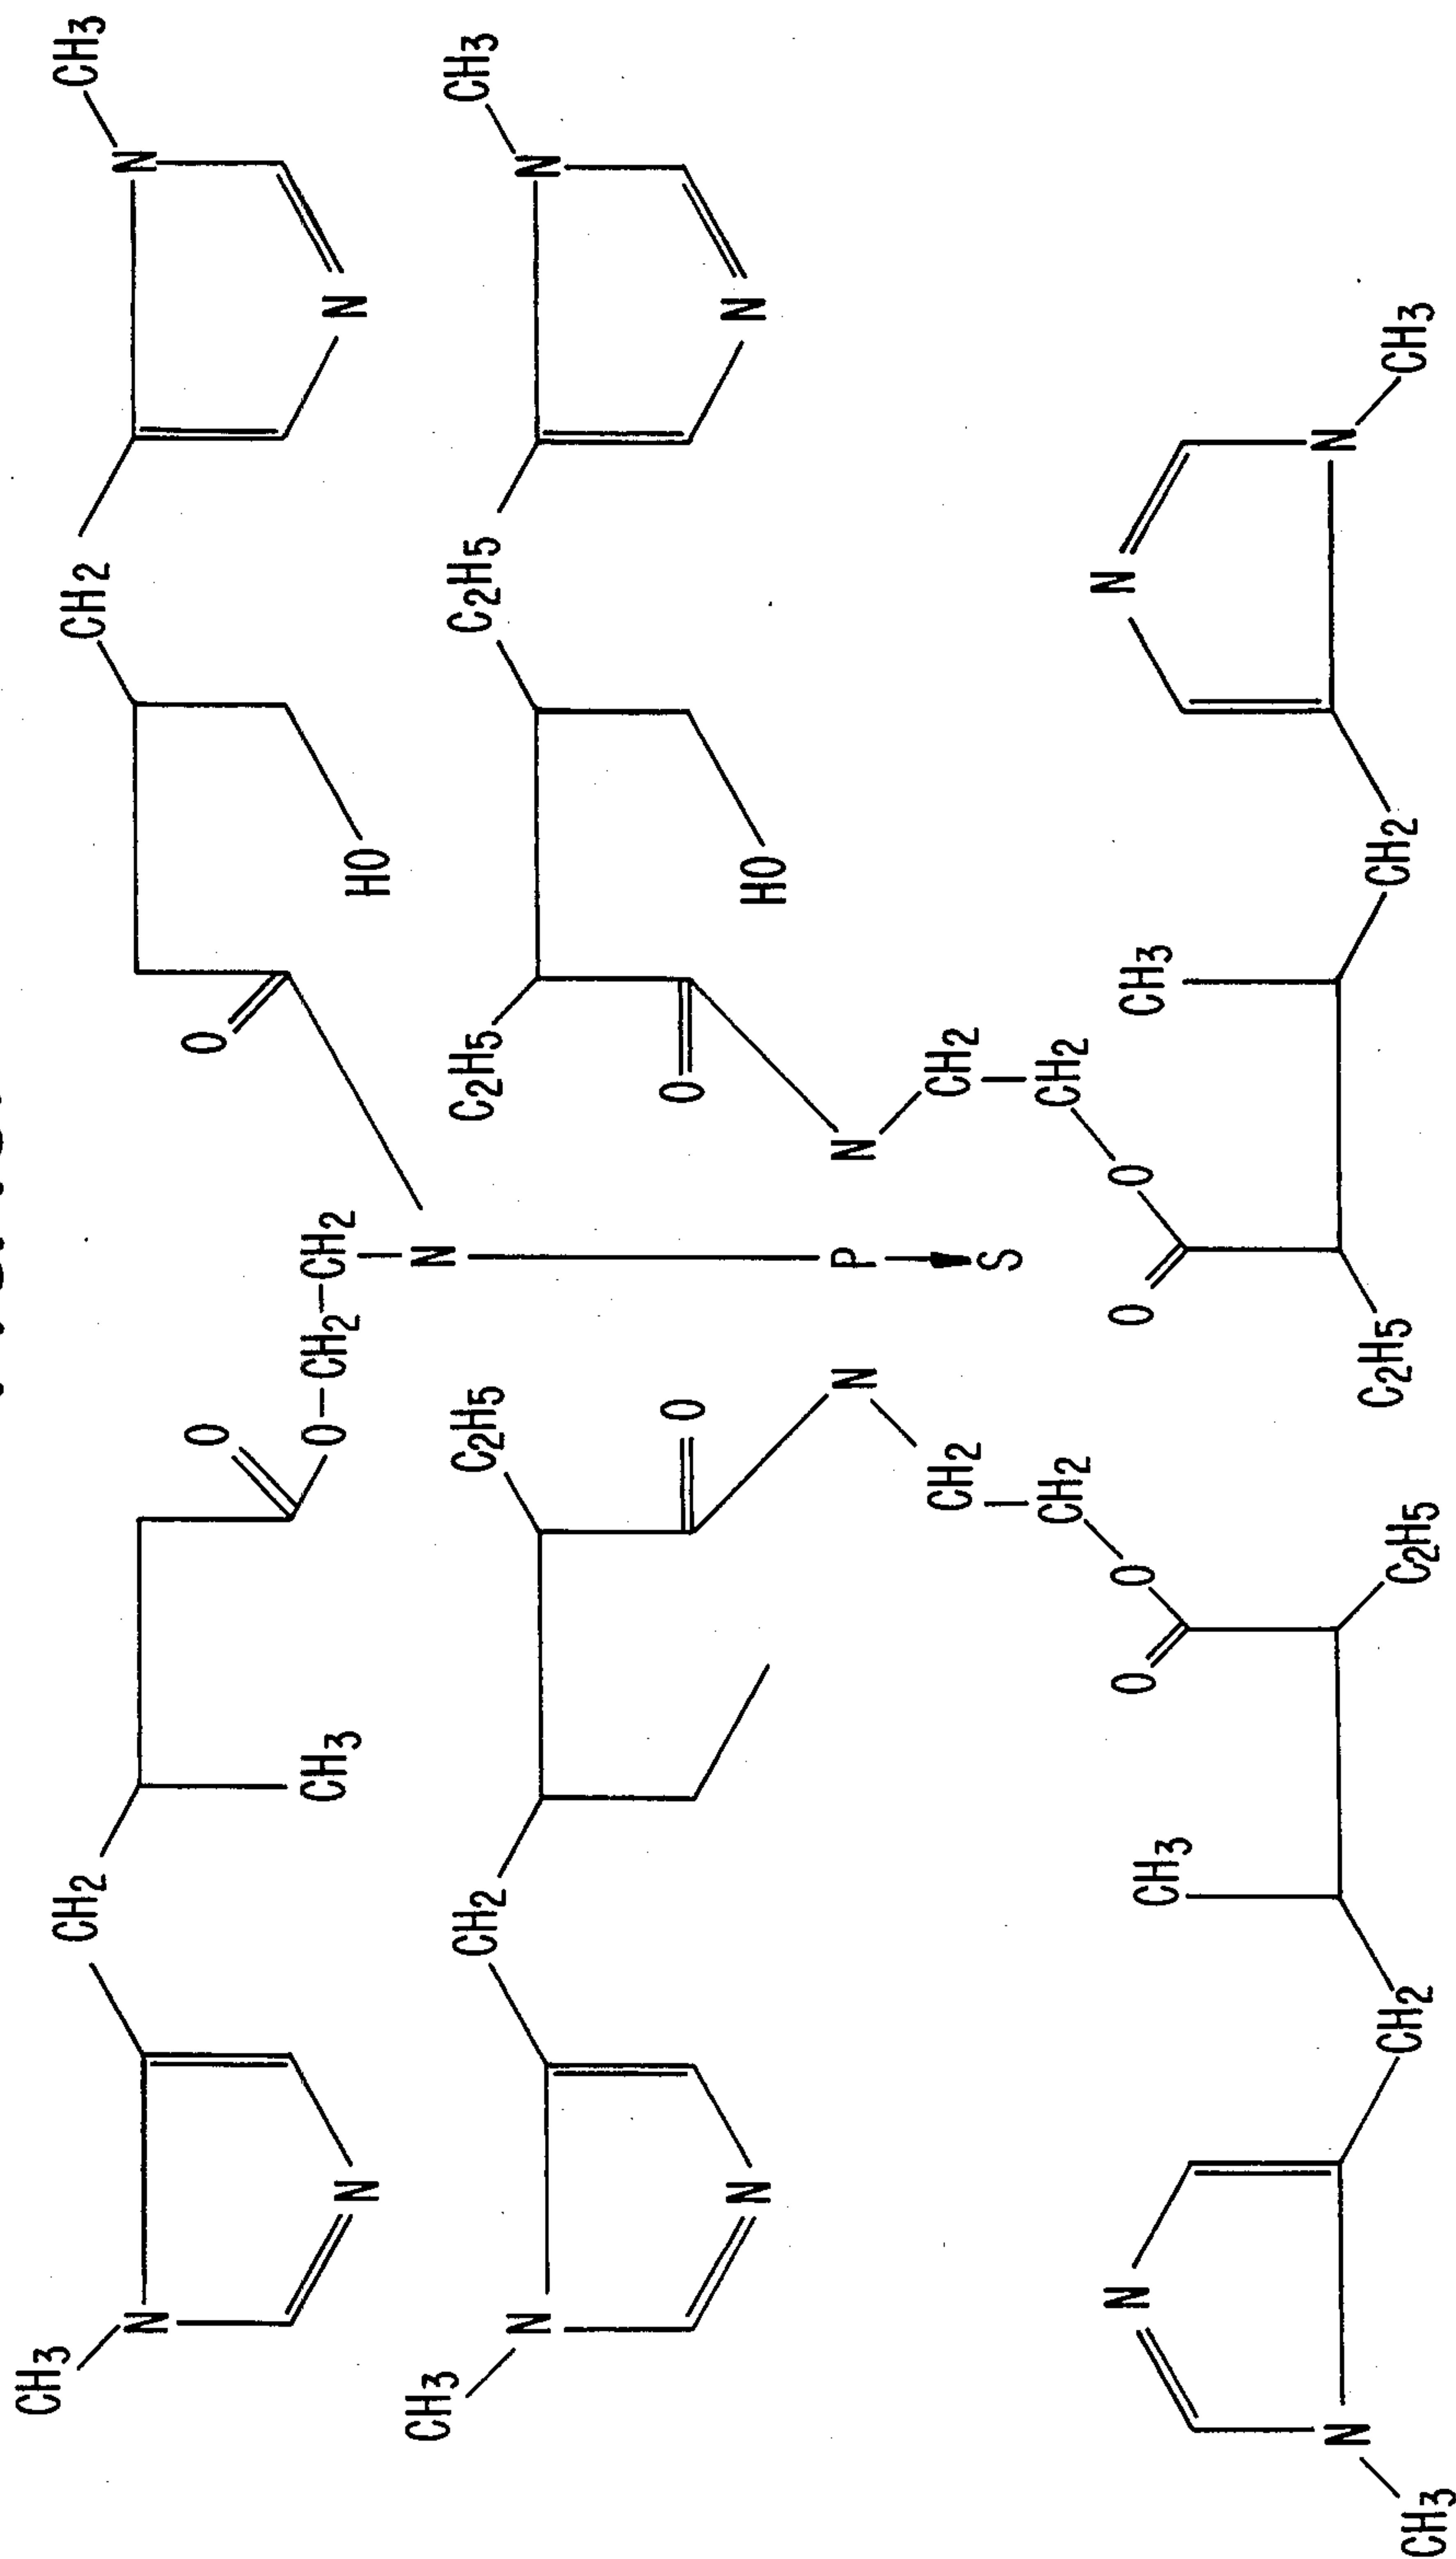 CH3
CH2 CH2 CH3
N N
O O
CH3 O–CH2–CH2
N HO N
CH3 N
CH2 C2H5 C2H5 C2H5 CH3
N N
O O
N HO N
N P N
CH2 CH2
S
CH2 CH2
N O O O O N
CH3 CH3
N N
CH2 C2H5 C2H5 CH2 CH3
CH3